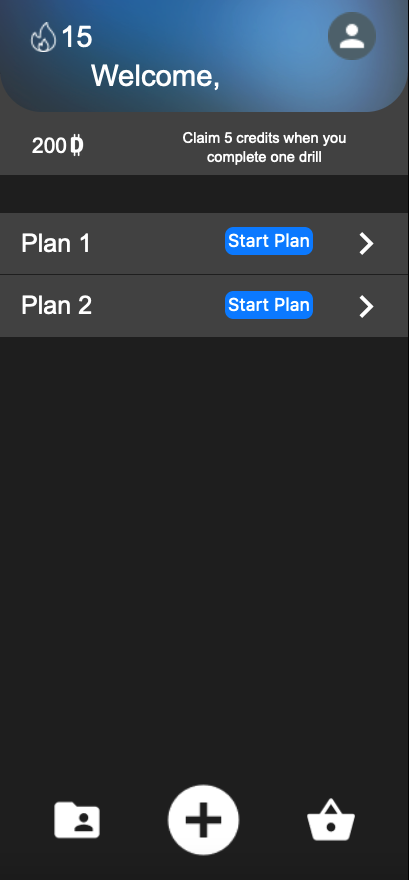 15
Welcome,
200
Claim 5 credits when you
complete one drill
Plan 1
Start Plan
Plan 2
Start Plan